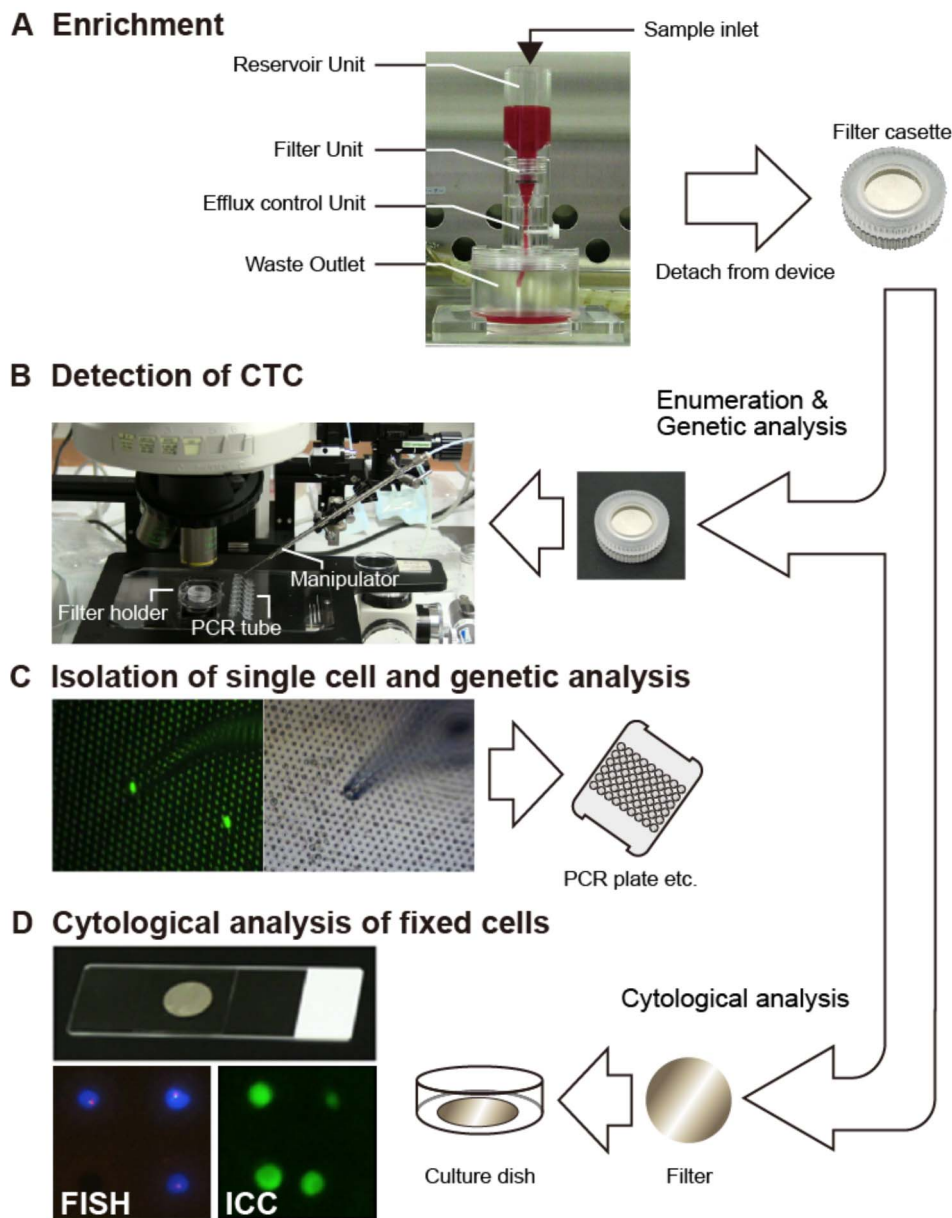 A Enrichment
Sample inlet
Reservoir Unit
Filter Unit
Efflux control Unit
Waste Outlet
Filter casette
Detach from device
B Detection of CTC
Enumeration &
Genetic analysis
Manipulator
Filter holder
PCR tube
C Isolation of single cell and genetic analysis
PCR plate etc.
D Cytological analysis of fixed cells
Cytological analysis
FISH
ICC
Culture dish
Filter